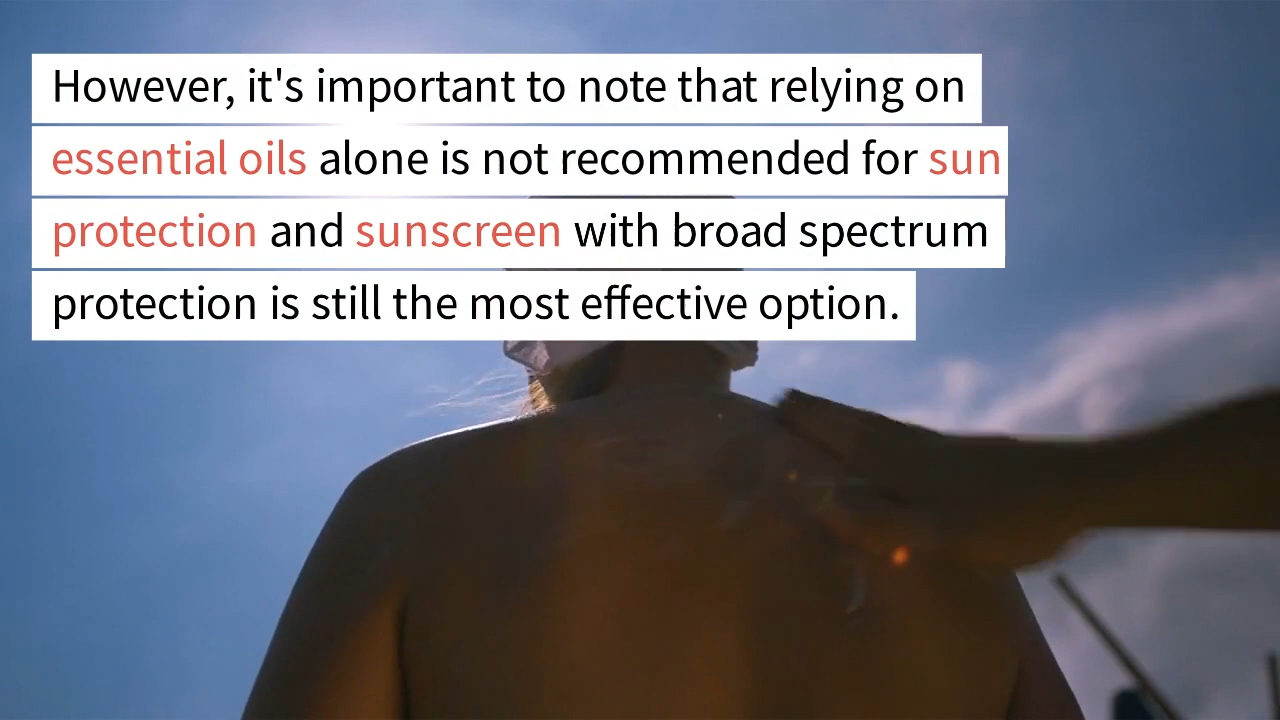 However, it's important to note that relying on
essential oils alone is not recommended for sun
protection and sunscreen with broad spectrum
protection is still the most effective option.